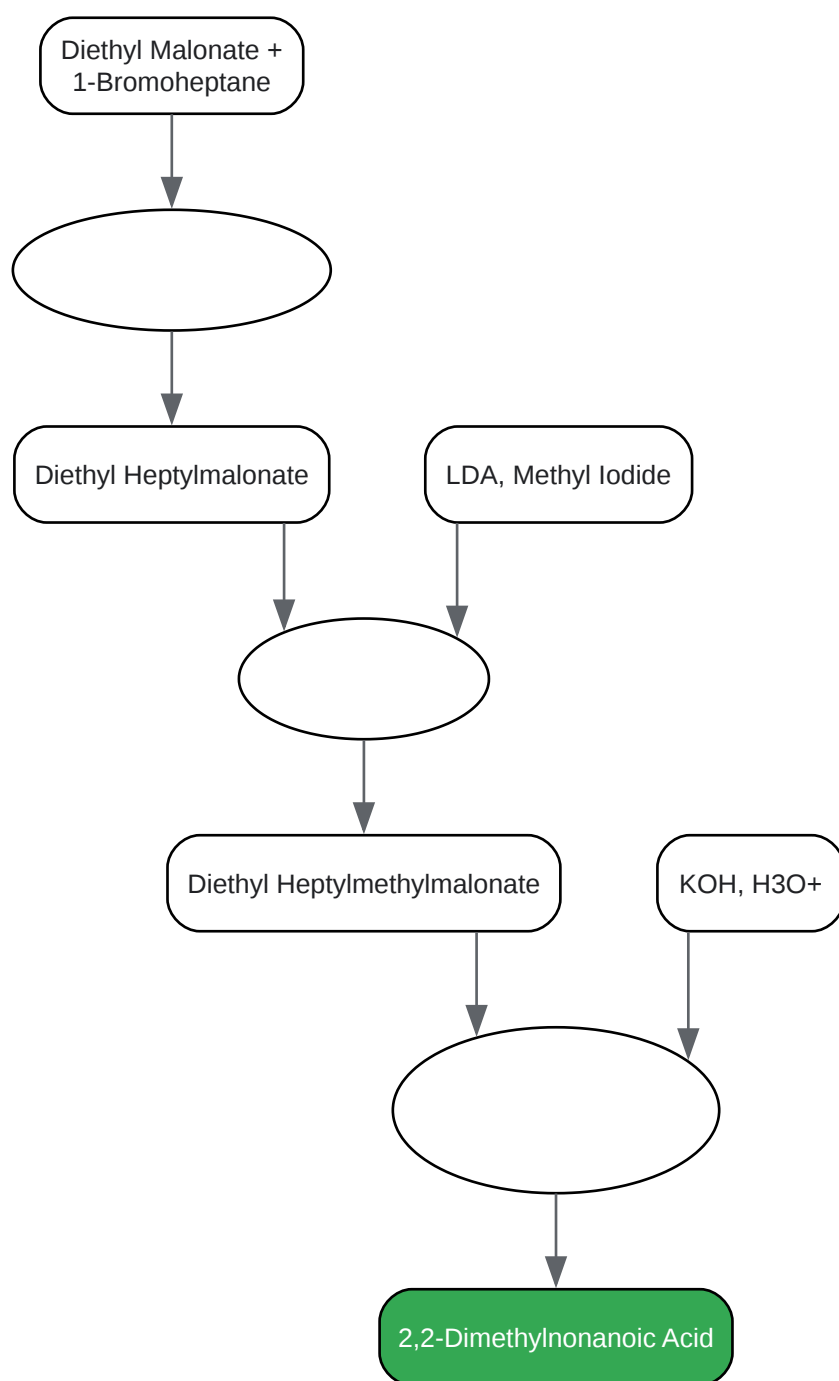 Diethyl Malonate +
1-Bromoheptane
Diethyl Heptylmalonate
LDA, Methyl Iodide
Diethyl Heptylmethylmalonate
KOH, H3O+
2,2-Dimethylnonanoic Acid